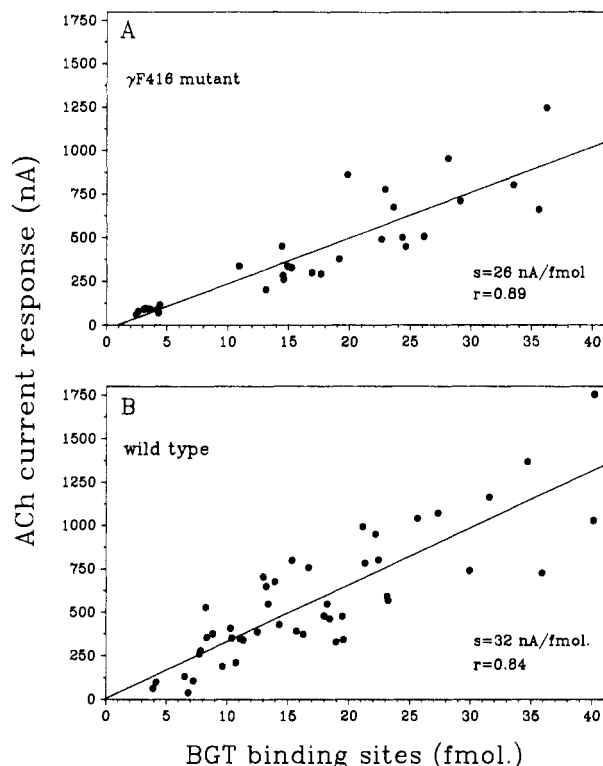 ACh current response (nA)
A
γF416 mutant
1750
1500
1250
1000
750
500
250
0
s=26 nA/fmol
r=0.89
0 5 10 15 20 25 30 35 40
B
wild type
1750
1500
1250
1000
750
500
250
0
s=32 nA/fmol.
r=0.84
0 5 10 15 20 25 30 35 40
BGT binding sites (fmol.)